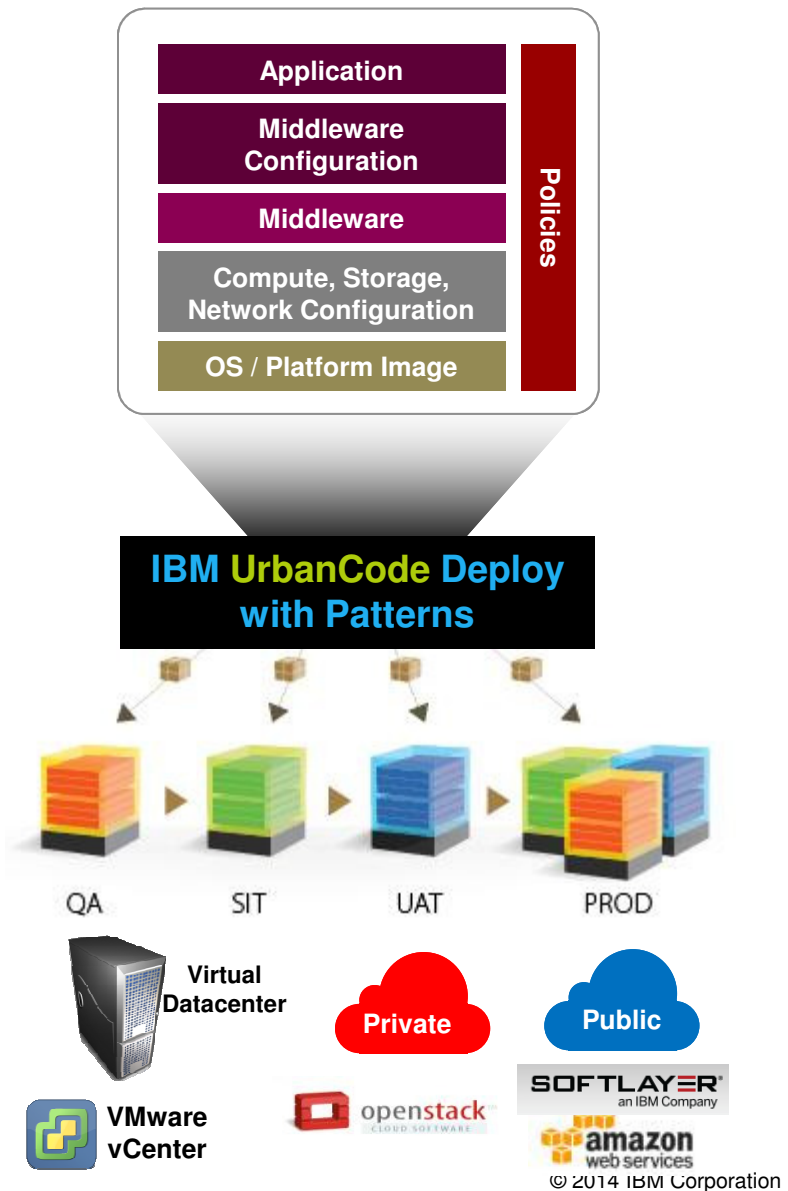 Application
Middleware
Configuration
Middleware
Compute, Storage,
Network Configuration
OS / Platform Image
Policies
IBM UrbanCode Deploy
with Patterns
QA
SIT
UAT
PROD
Virtual
Datacenter
Private
Public
VMware
vCenter
openstack
CLOUD SOFTWARE
SOFTLAYER
an IBM Company
amazon
web services
© 2014 IBM Corporation